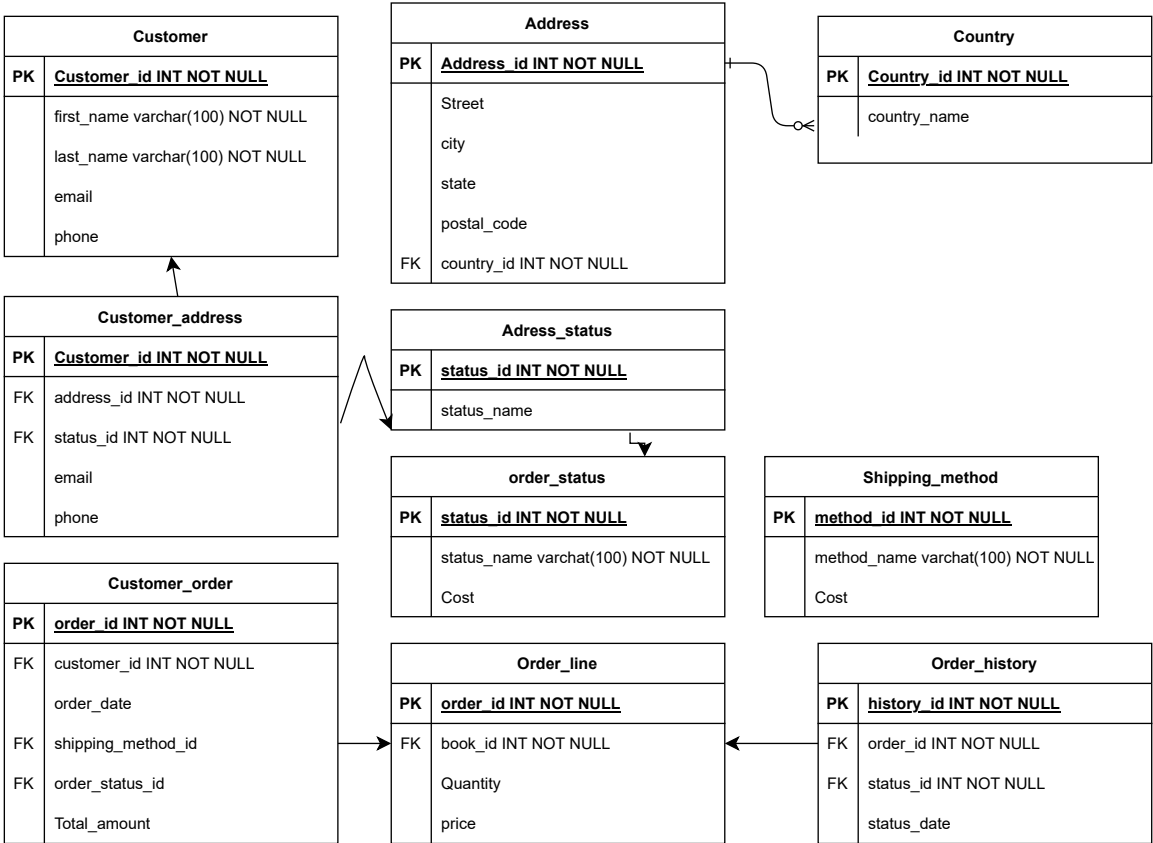 Customer
PK Customer_id INT NOT NULL
first_name varchar(100) NOT NULL
last_name varchar(100) NOT NULL
email
phone
Address
PK Address_id INT NOT NULL
Street
city
state
postal_code
FK country_id INT NOT NULL
Country
PK Country_id INT NOT NULL
country_name
Customer_address
PK Customer_id INT NOT NULL
FK address_id INT NOT NULL
FK status_id INT NOT NULL
email
phone
Adress_status
PK status_id INT NOT NULL
status_name
order_status
PK status_id INT NOT NULL
status_name varchat(100) NOT NULL
Cost
Shipping_method
PK method_id INT NOT NULL
method_name varchat(100) NOT NULL
Cost
Customer_order
PK order_id INT NOT NULL
FK customer_id INT NOT NULL
order_date
FK shipping_method_id
FK order_status_id
Total_amount
Order_line
PK order_id INT NOT NULL
FK book_id INT NOT NULL
Quantity
price
Order_history
PK history_id INT NOT NULL
FK order_id INT NOT NULL
FK status_id INT NOT NULL
status_date